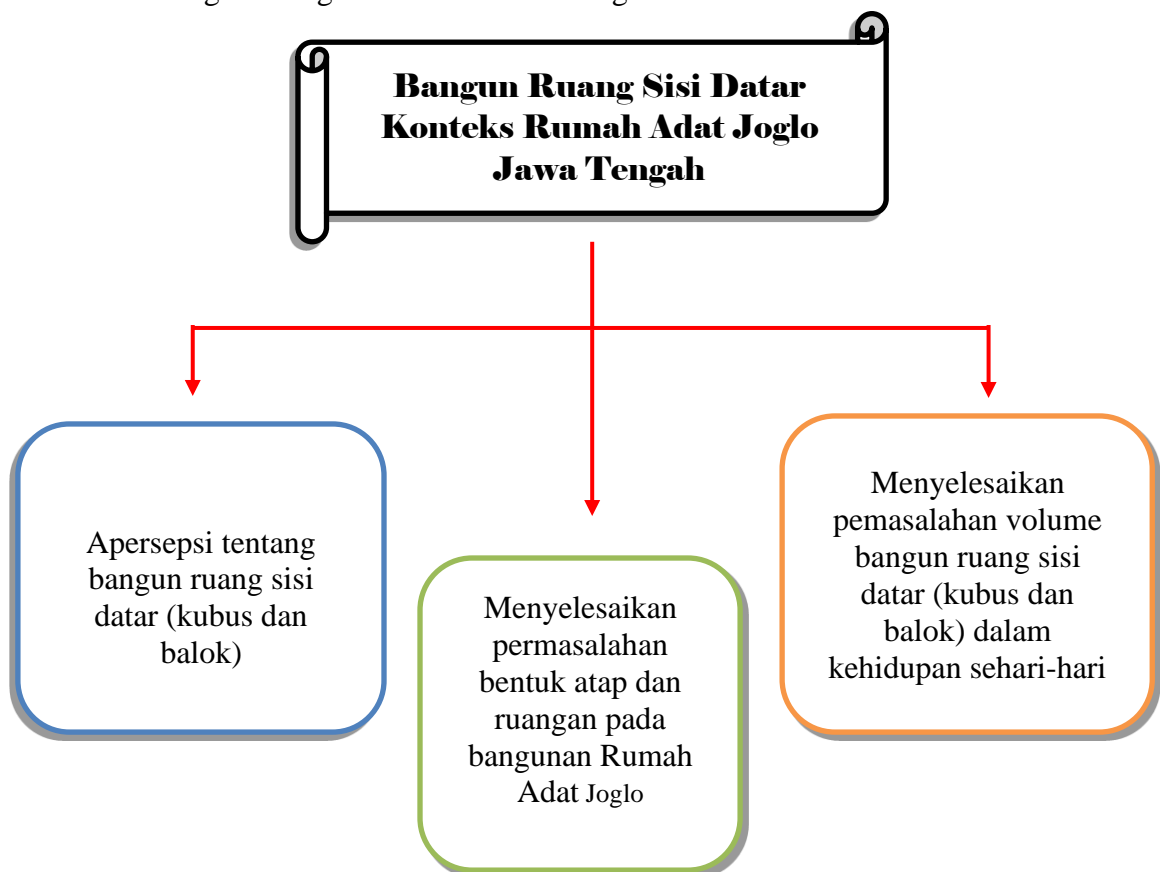 Bangun Ruang Sisi Datar
Konteks Rumah Adat Joglo
Jawa Tengah
Apersepsi tentang
bangun ruang sisi
datar (kubus dan
balok)
Menyelesaikan
permasalahan
bentuk atap dan
ruangan pada
bangunan Rumah
Adat Joglo
Menyelesaikan
pemasalahan volume
bangun ruang sisi
datar (kubus dan
balok) dalam
kehidupan sehari-hari